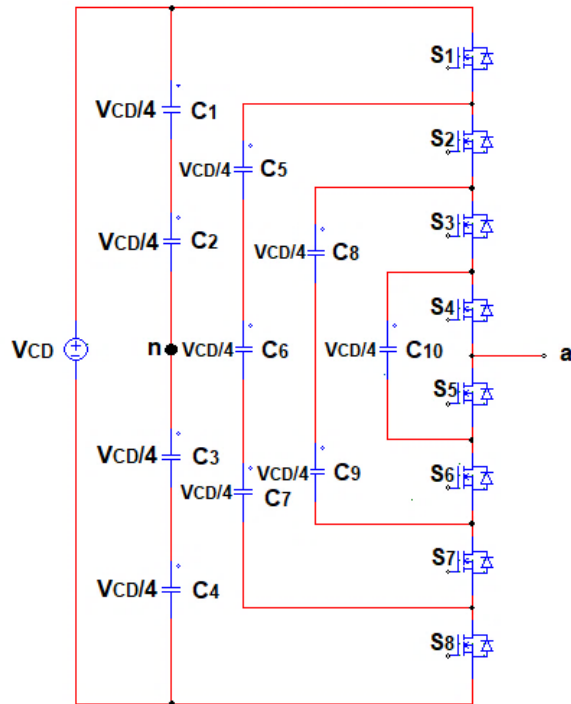 S1
VCD/4 C1
S2
VCD/4 C5
S3
VCD/4 C2
VCD/4 C8
S4
VCD
n
VCD/4 C6
VCD/4 C10
a
S5
VCD/4 C3
S6
VCD/4 C9
VCD/4 C7
S7
VCD/4 C4
S8